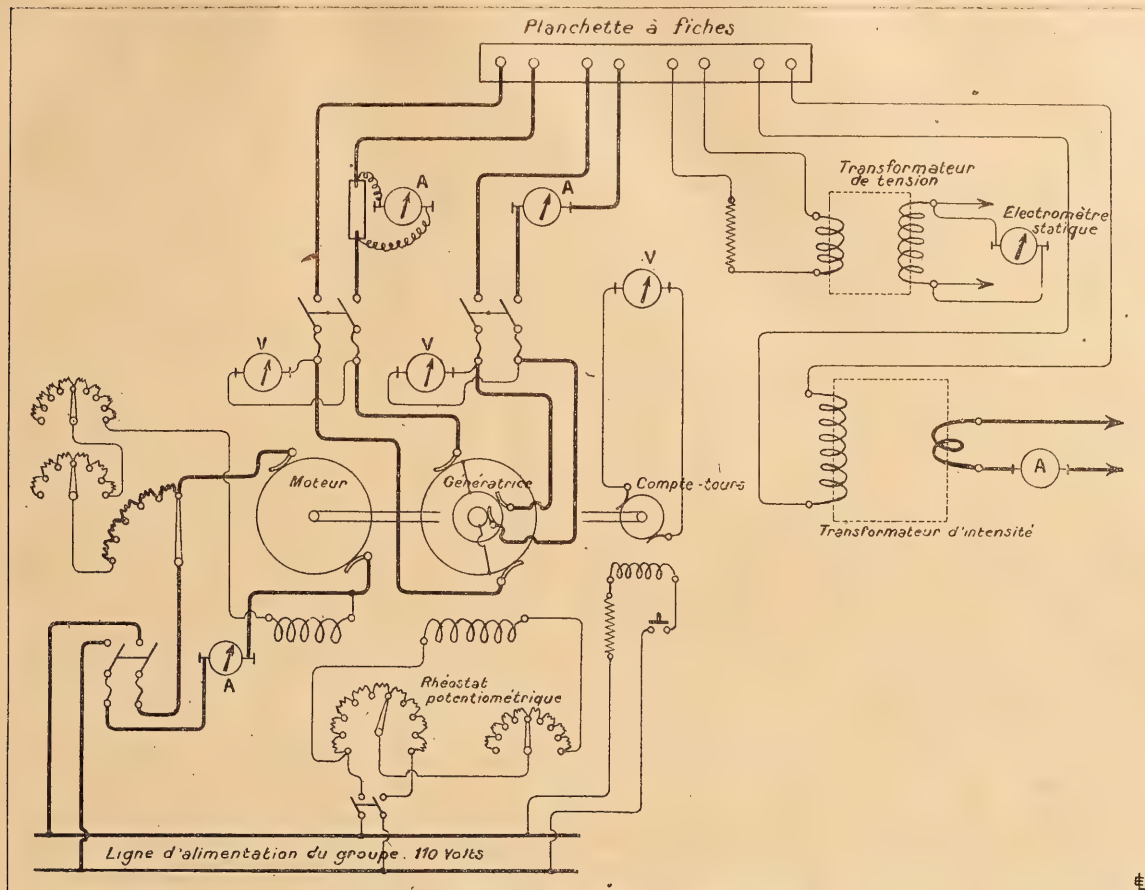 Planchette à fiches
A
A
Transformateur
de tension
Electromètre
statique
V
V
V
Moteur
Génératrice
Compte-tours
A
Transformateur d'intensité
A
Rhéostat
potentiométrique
Ligne d'alimentation du groupe. 110 Volts